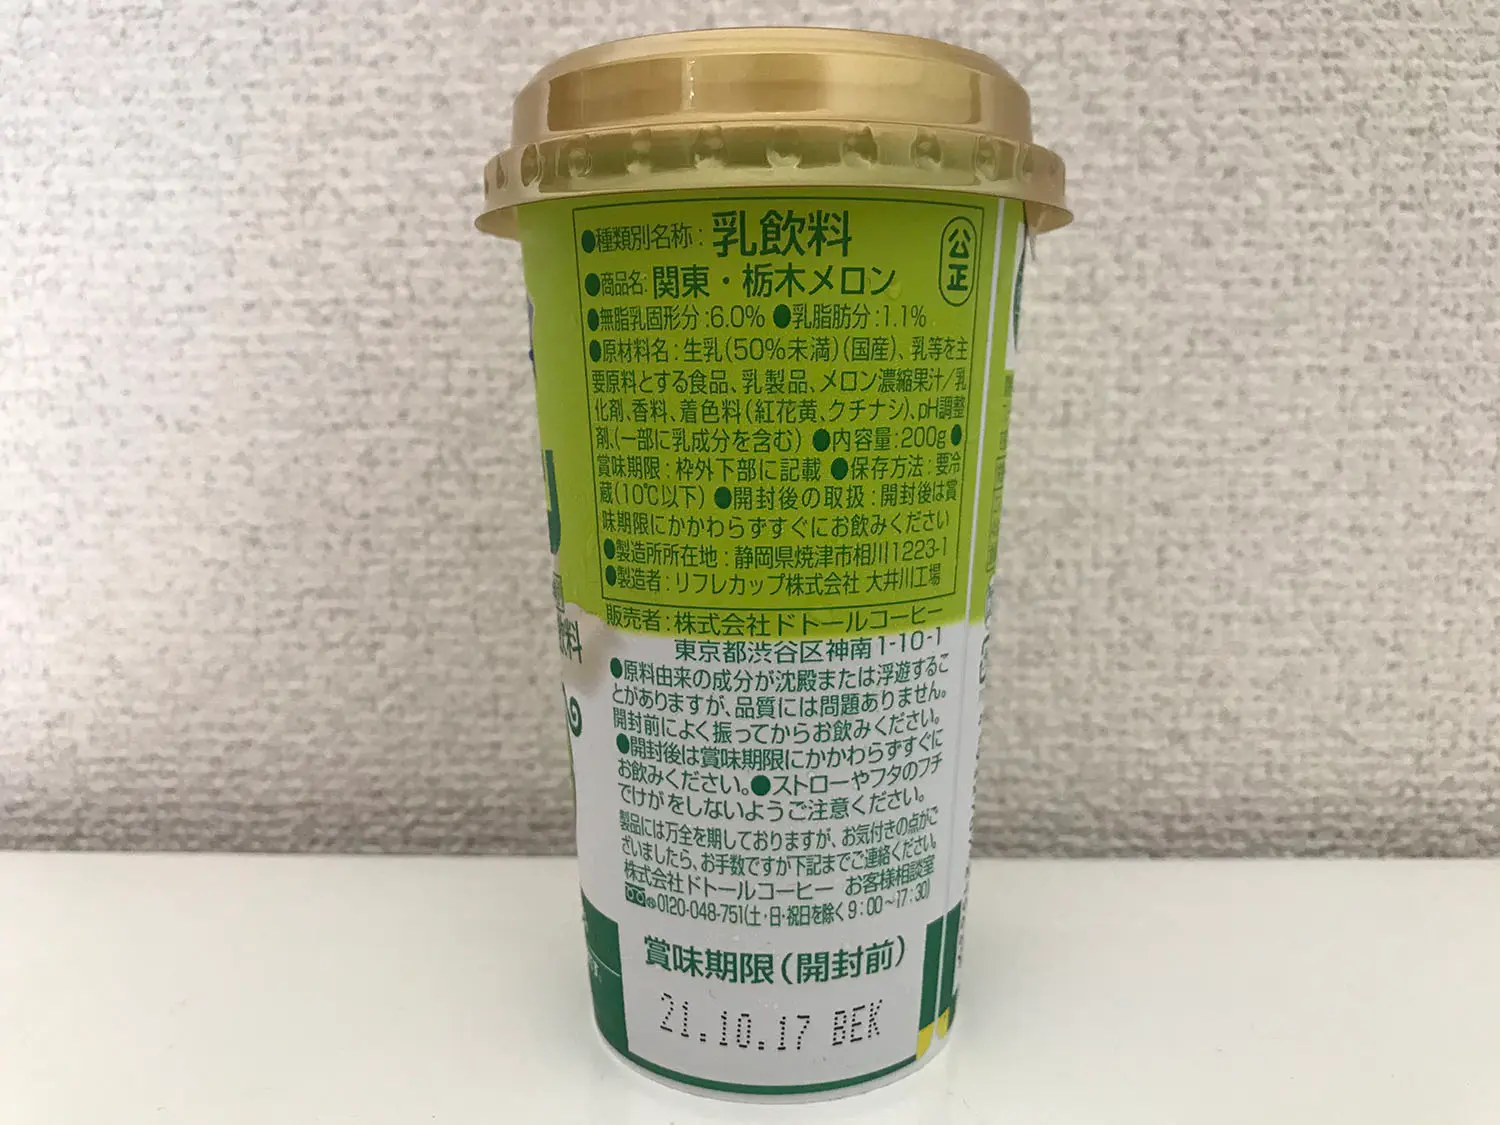 ●種類別名称：乳飲料
公正
●商品名：関東・栃木メロン
●無脂乳固形分：6.0% ●乳脂肪分：1.1%
●原材料名：生乳(50%未満)(国産)、乳等を主
要原料とする食品、乳製品、メロン濃縮果汁／乳
化剤、香料、着色料(紅花黄、クチナシ)、pH調整
剤、(一部に乳成分を含む) ●内容量：200g ●
賞味期限：枠外下部に記載 ●保存方法：要冷
蔵(10℃以下) ●開封後の取扱：開封後は賞
味期限にかかわらずすぐにお飲みください
●製造所所在地：静岡県焼津市相川1223-1
●製造者：リフレカップ株式会社 大井川工場
販売者：株式会社ドトールコーヒー
東京都渋谷区神南1-10-1
●原料由来の成分が沈殿または浮遊するこ
とがありますが、品質には問題ありません。
開封前によく振ってからお飲みください。
●開封後は賞味期限にかかわらずすぐに
お飲みください。●ストローやフタのフチ
でけがをしないようご注意ください。
製品には万全を期しておりますが、お気付きの点がご
ざいましたら、お手数ですが下記までご連絡ください。
株式会社ドトールコーヒー お客様相談室
0120-048-751(土・日・祝日を除く9：00〜17：30)
賞味期限(開封前)
21.10.17 BEK
飲料